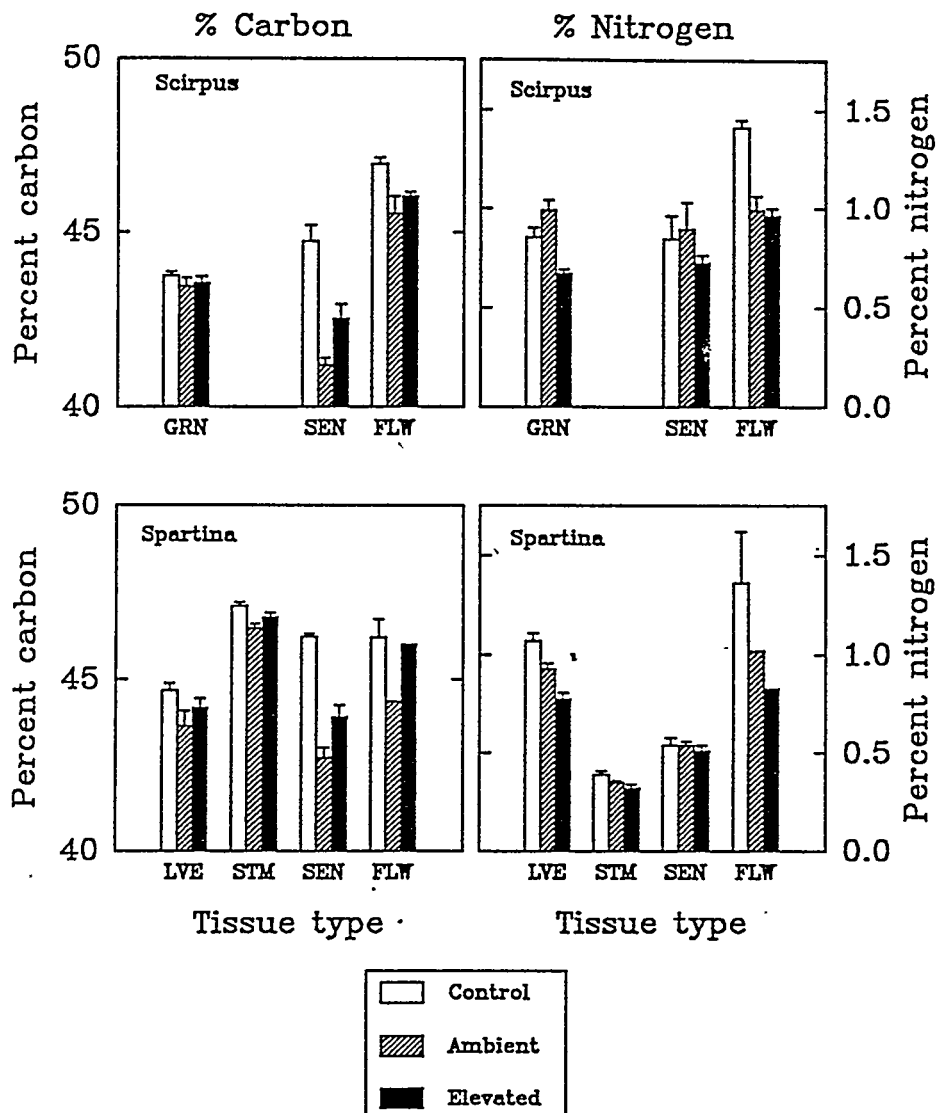 % Carbon
% Nitrogen
Percent carbon
50
45
40
Scirpus
GRN SEN FLW
Scirpus
GRN SEN FLW
1.5
1.0
0.5
0.0
Percent nitrogen
Percent carbon
50
45
40
Spartina
LVE STM SEN FLW
Tissue type
Spartina
LVE STM SEN FLW
Tissue type
1.5
1.0
0.5
0.0
Percent nitrogen
Control
Ambient
Elevated